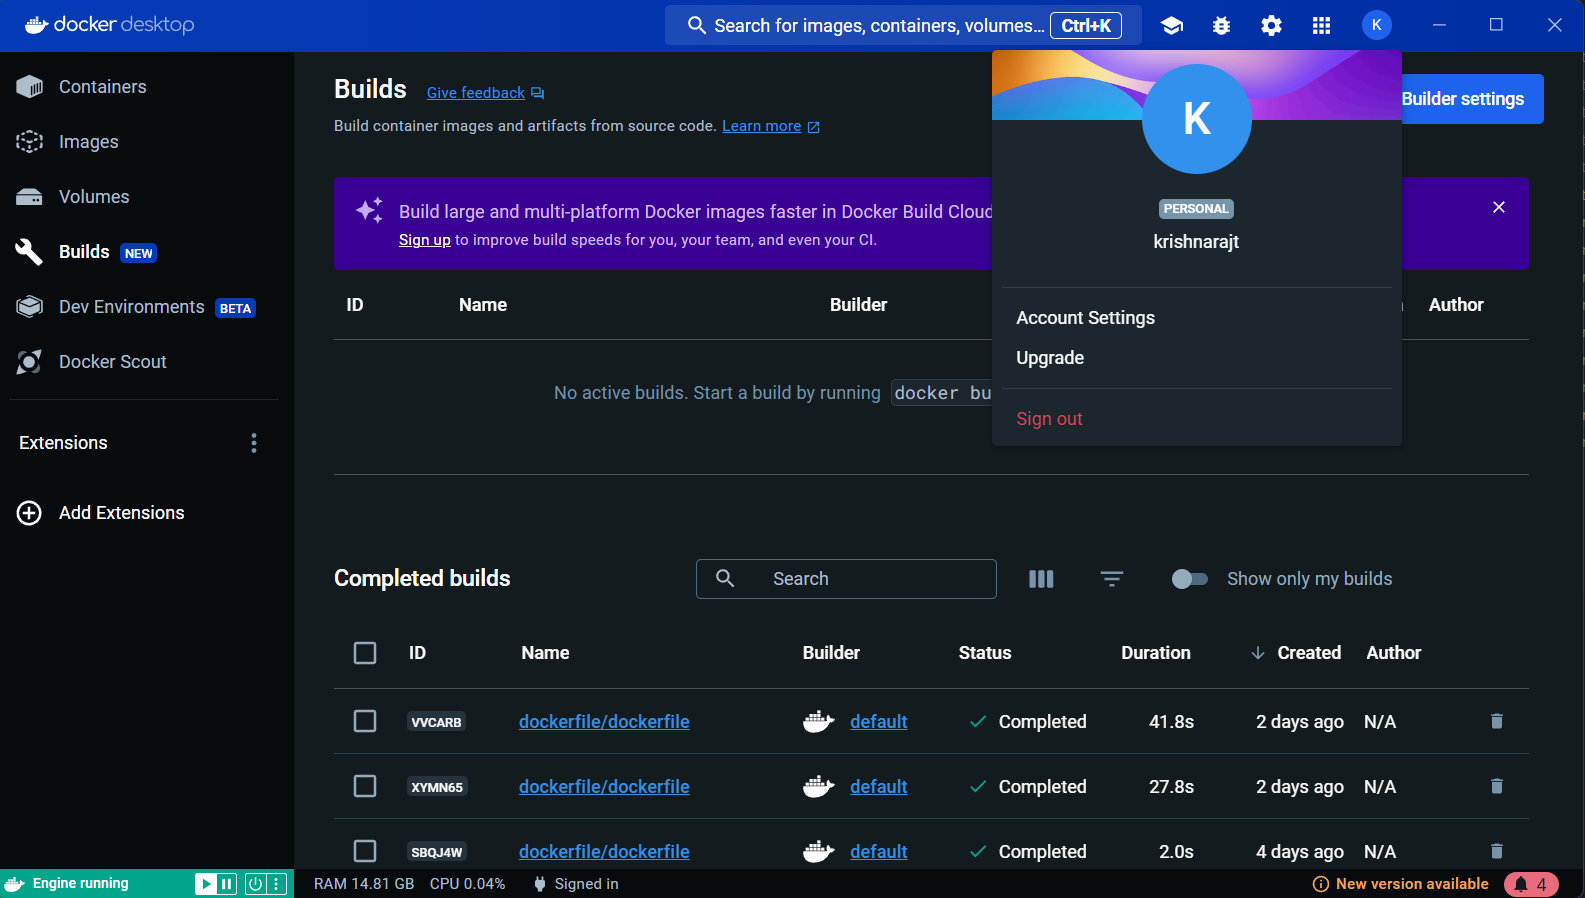 docker desktop
Search for images, containers, volumes... Ctrl+K
K
Containers
Images
Volumes
Builds NEW
Dev Environments BETA
Docker Scout
Extensions
Add Extensions
Builds Give feedback
Build container images and artifacts from source code. Learn more
Builder settings
Build large and multi-platform Docker images faster in Docker Build Cloud
Sign up to improve build speeds for you, your team, and even your CI.
ID Name Builder Author
No active builds. Start a build by running docker bu
K
PERSONAL
krishnarajt
Account Settings
Upgrade
Sign out
Completed builds
Search
Show only my builds
ID Name Builder Status Duration Created Author
VVCARB dockerfile/dockerfile default Completed 41.8s 2 days ago N/A
XYMN65 dockerfile/dockerfile default Completed 27.8s 2 days ago N/A
SBQJ4W dockerfile/dockerfile default Completed 2.0s 4 days ago N/A
Engine running
RAM 14.81 GB CPU 0.04% Signed in
New version available
4